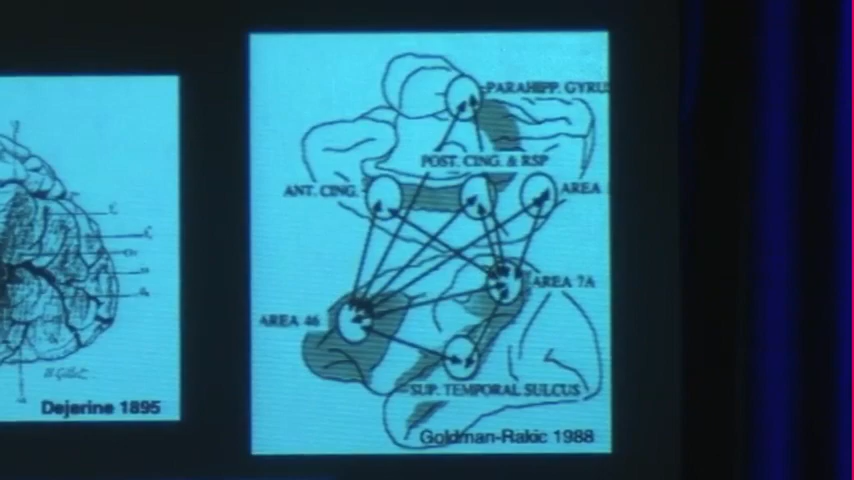 Dejerine 1895
PARAHIPP. GYRU
POST. CING. & RSP
ANT. CING.
AREA
AREA 7A
AREA 46
SUP. TEMPORAL SULCUS
Goldman-Rakic 1988